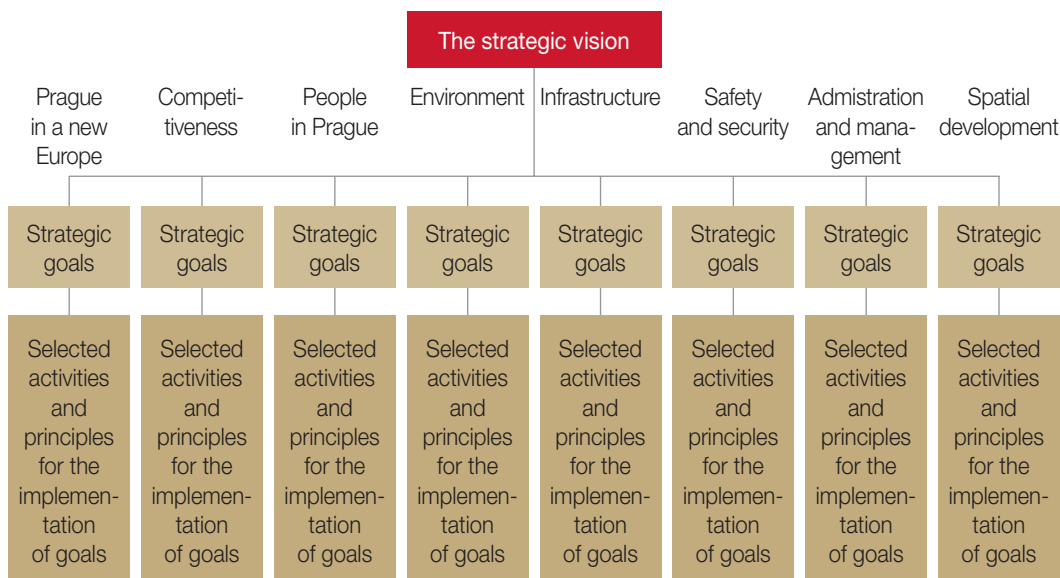 The strategic vision
Prague
in a new
Europe
Competi-
tiveness
People
in Prague
Environment
Infrastructure
Safety
and security
Admistration
and mana-
gement
Spatial
development
Strategic
goals
Strategic
goals
Strategic
goals
Strategic
goals
Strategic
goals
Strategic
goals
Strategic
goals
Strategic
goals
Selected
activities
and
principles
for the
implemen-
tation
of goals
Selected
activities
and
principles
for the
implemen-
tation
of goals
Selected
activities
and
principles
for the
implemen-
tation
of goals
Selected
activities
and
principles
for the
implemen-
tation
of goals
Selected
activities
and
principles
for the
implemen-
tation
of goals
Selected
activities
and
principles
for the
implemen-
tation
of goals
Selected
activities
and
principles
for the
implemen-
tation
of goals
Selected
activities
and
principles
for the
implemen-
tation
of goals